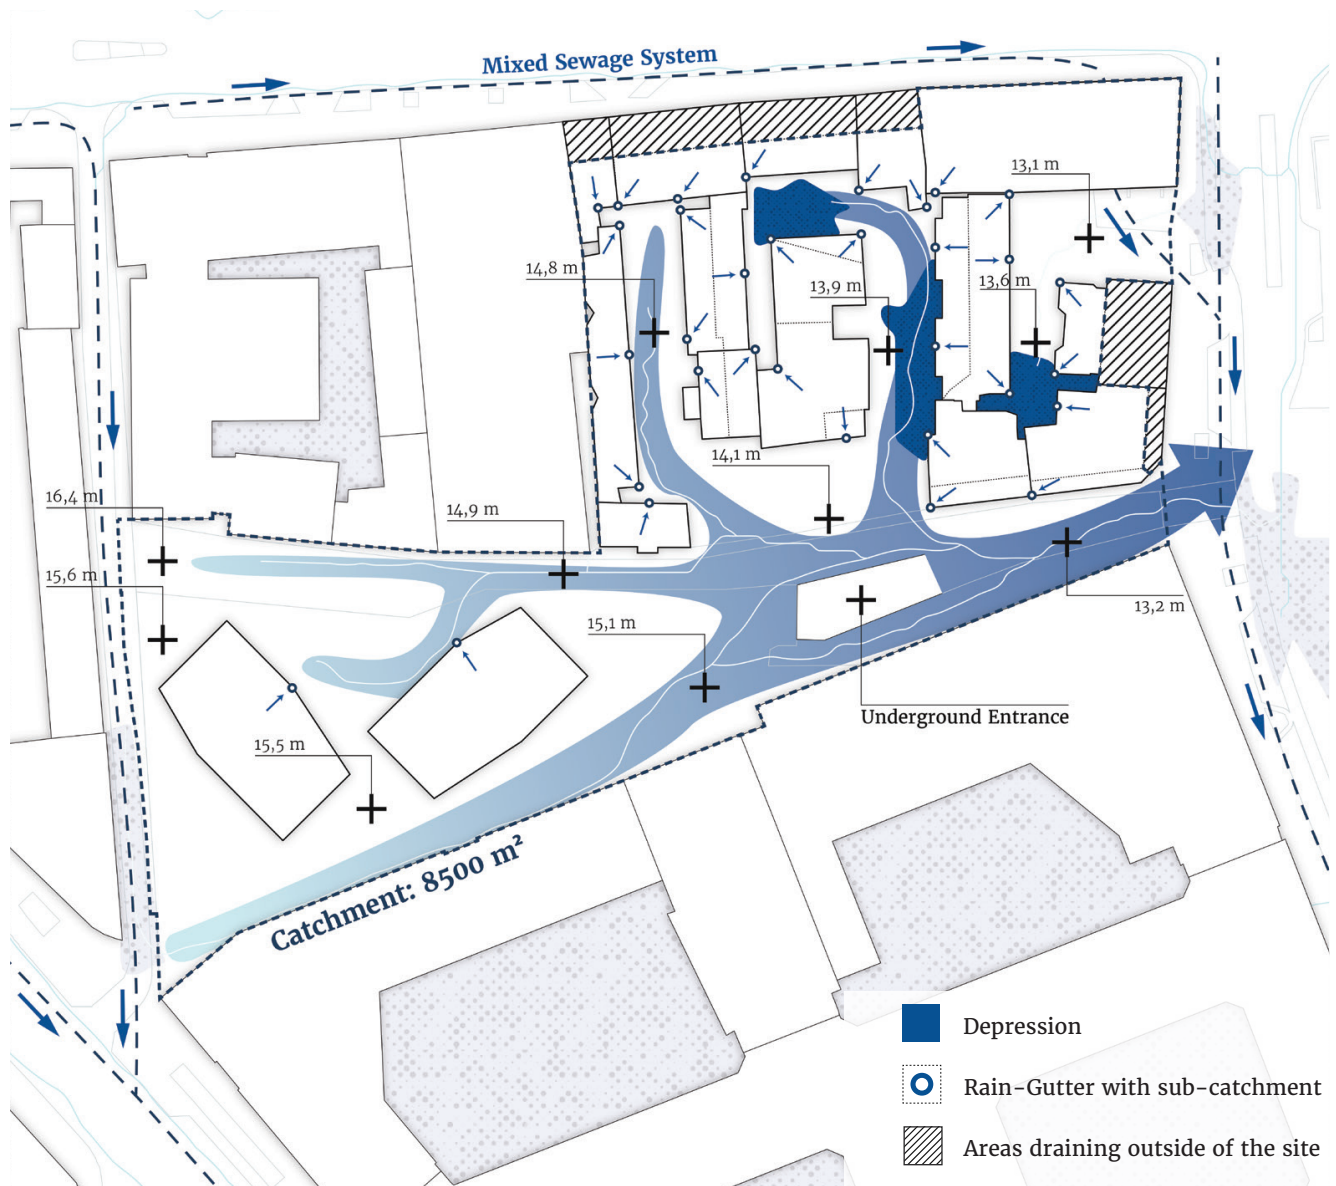 Mixed Sewage System
13,1 m
14,8 m
13,9 m
13,6 m
14,1 m
16,4 m
14,9 m
15,6 m
13,2 m
15,1 m
Underground Entrance
15,5 m
Catchment: 8500 m²
Depression
Rain-Gutter with sub-catchment
Areas draining outside of the site